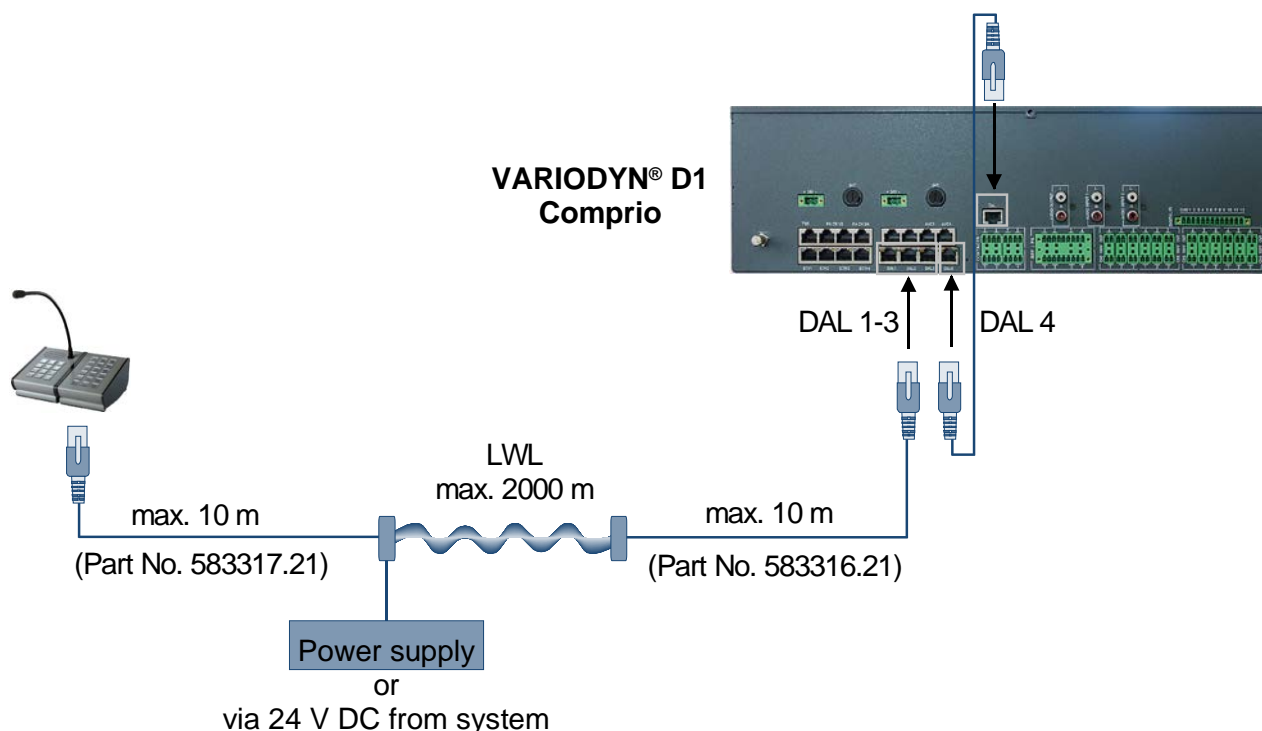 VARIODYN® D1
Comprio
DAL 1-3
DAL 4
LWL
max. 2000 m
max. 10 m
(Part No. 583317.21)
max. 10 m
(Part No. 583316.21)
Power supply
or
via 24 V DC from system